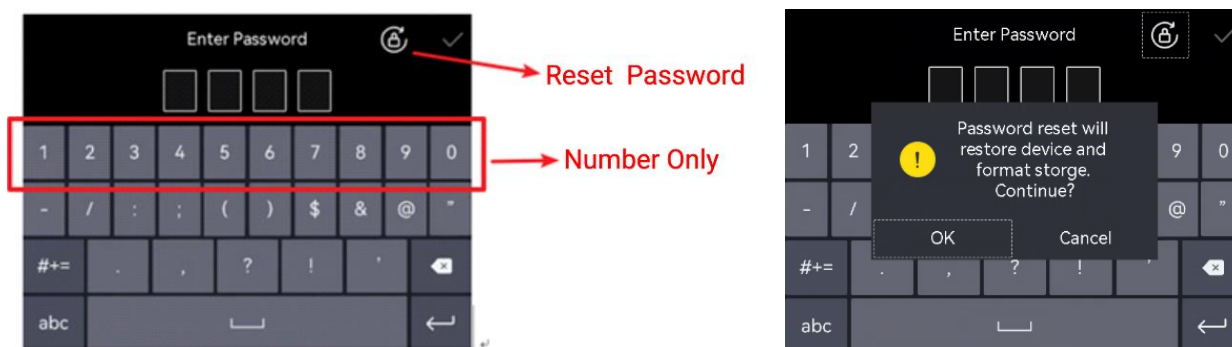 Enter Password
Reset Password
1 2 3 4 5 6 7 8 9 0
Number Only
- / : ; ( ) $ & @ "
#+= . , ? ! '
abc
Enter Password
Password reset will
restore device and
format storge.
Continue?
1 2 9 0
OK Cancel
- / @ "
#+= . , ? ! '
abc